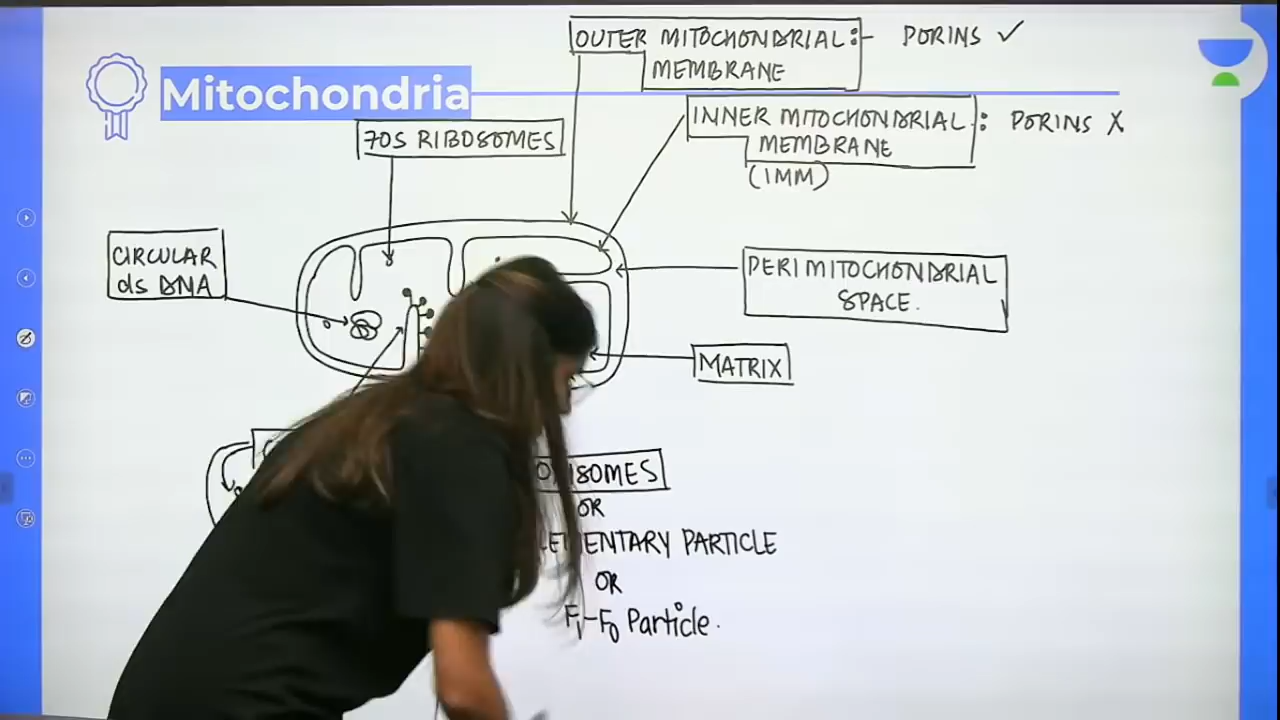 OUTER MITOCHONDRIAL :- PORINS ✓
MEMBRANE
Mitochondria
INNER MITOCHONDRIAL : PORINS X
MEMBRANE
(IMM)
70S RIBOSOMES
CIRCULAR
ds DNA
PERIMITOCHONDRIAL
SPACE.
MATRIX
OR
PARTICLE
OR
F1-F0 Particle.